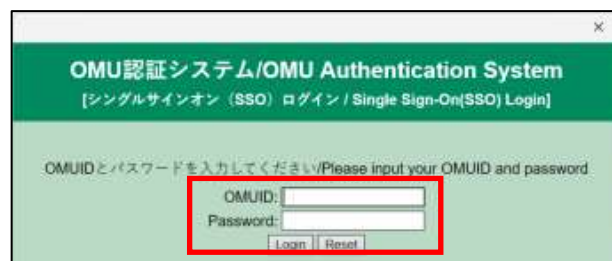 ×
OMU認証システム/OMU Authentication System
[シングルサインオン（SSO）ログイン / Single Sign-On(SSO) Login]
OMUIDとパスワードを入力してください/Please input your OMUID and password
OMUID:
Password:
Login Reset